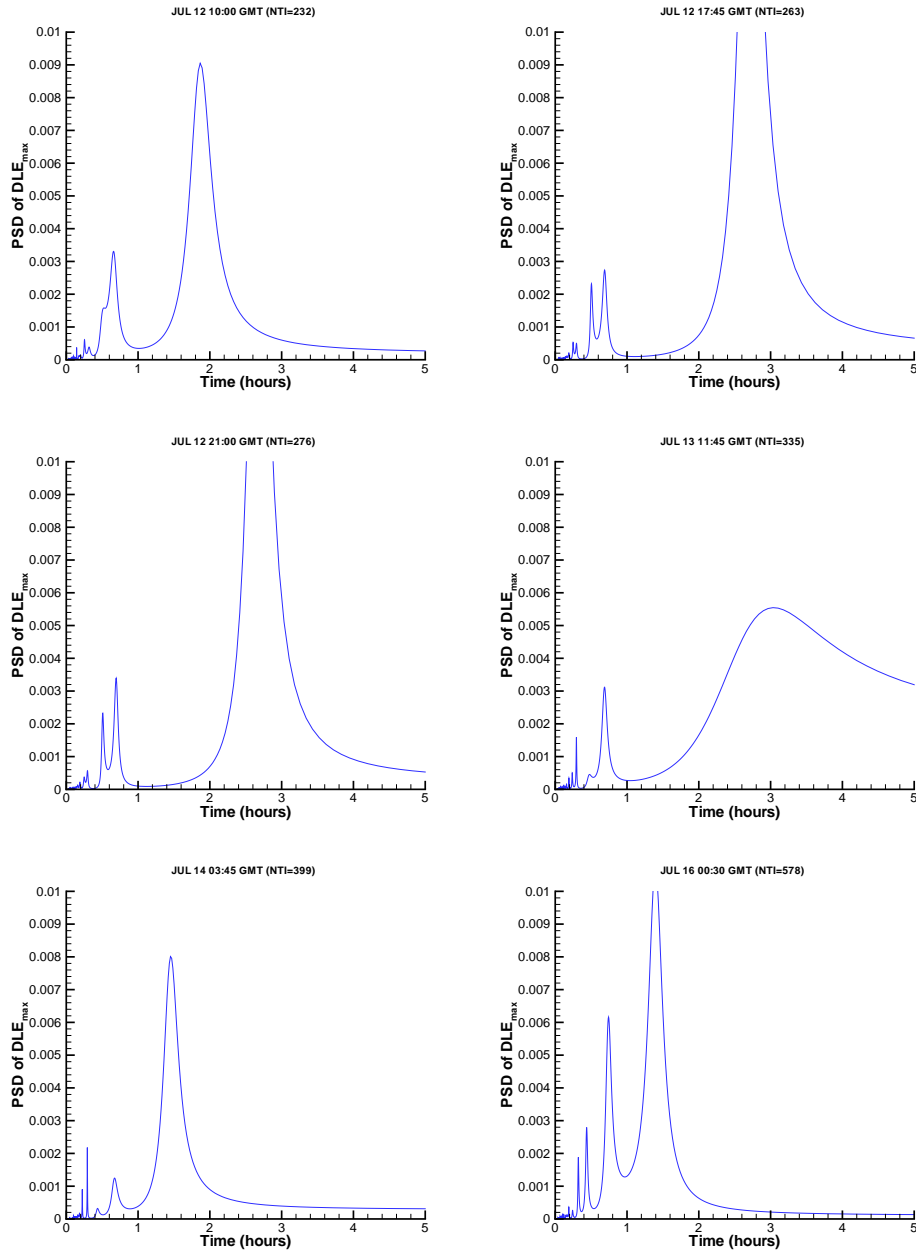 JUL 12 10:00 GMT (NTI=232)
PSD of DLEmax
0.01
0.009
0.008
0.007
0.006
0.005
0.004
0.003
0.002
0.001
0
0 1 2 3 4 5
Time (hours)
JUL 12 17:45 GMT (NTI=263)
PSD of DLEmax
0.01
0.009
0.008
0.007
0.006
0.005
0.004
0.003
0.002
0.001
0
0 1 2 3 4 5
Time (hours)
JUL 12 21:00 GMT (NTI=276)
PSD of DLEmax
0.01
0.009
0.008
0.007
0.006
0.005
0.004
0.003
0.002
0.001
0
0 1 2 3 4 5
Time (hours)
JUL 13 11:45 GMT (NTI=335)
PSD of DLEmax
0.01
0.009
0.008
0.007
0.006
0.005
0.004
0.003
0.002
0.001
0
0 1 2 3 4 5
Time (hours)
JUL 14 03:45 GMT (NTI=399)
PSD of DLEmax
0.01
0.009
0.008
0.007
0.006
0.005
0.004
0.003
0.002
0.001
0
0 1 2 3 4 5
Time (hours)
JUL 16 00:30 GMT (NTI=578)
PSD of DLEmax
0.01
0.009
0.008
0.007
0.006
0.005
0.004
0.003
0.002
0.001
0
0 1 2 3 4 5
Time (hours)